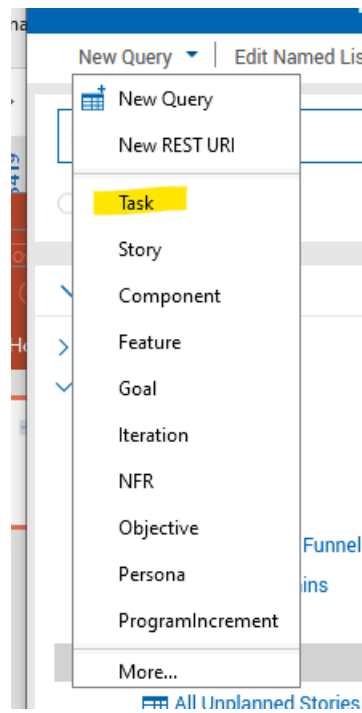 New Query
Edit Named Lis
New Query
New REST URI
Task
Story
Component
Feature
Goal
Iteration
NFR
Objective
Funnel
Persona
ins
ProgramIncrement
More...
All Unplanned Stories